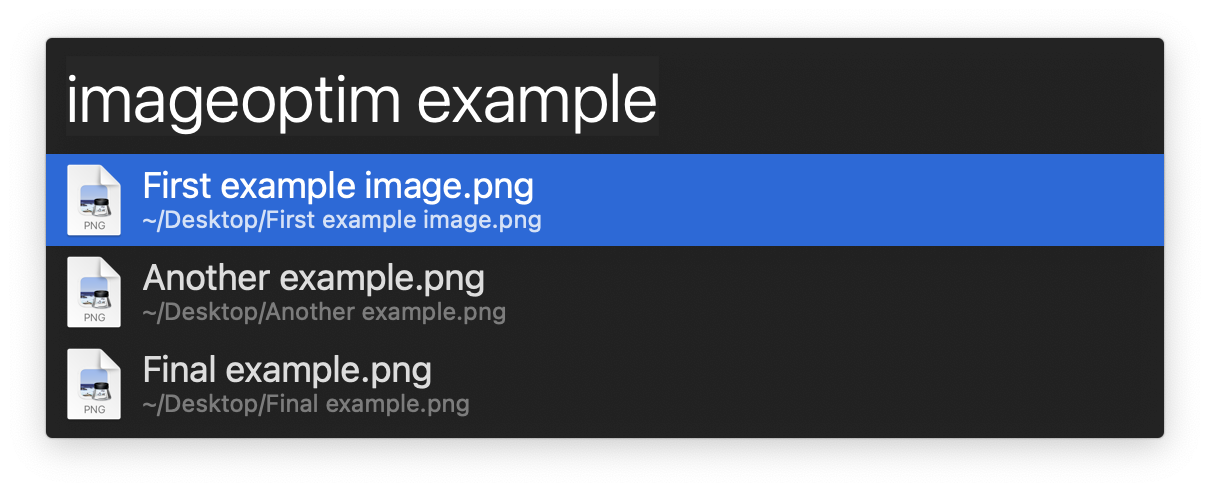 imageoptim example
First example image.png
~/Desktop/First example image.png
PNG
Another example.png
~/Desktop/Another example.png
PNG
Final example.png
~/Desktop/Final example.png
PNG